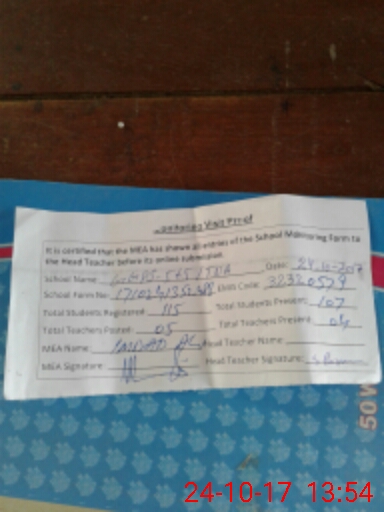 Monitoring Visit Proof
It is certified that the MEA has shown all entries of the School Monitoring Form to
the Head Teacher before its online submission.
School Name: Date: 24-10-2017
School Form No: EMIS Code: 32320579
Total Students Registered: 115 Total Students Present: 107
Total Teachers Posted: 05 Total Teachers Present: 04
MEA Name: Head Teacher Name:
MEA Signature: Head Teacher Signature:
50W
24-10-17 13:54